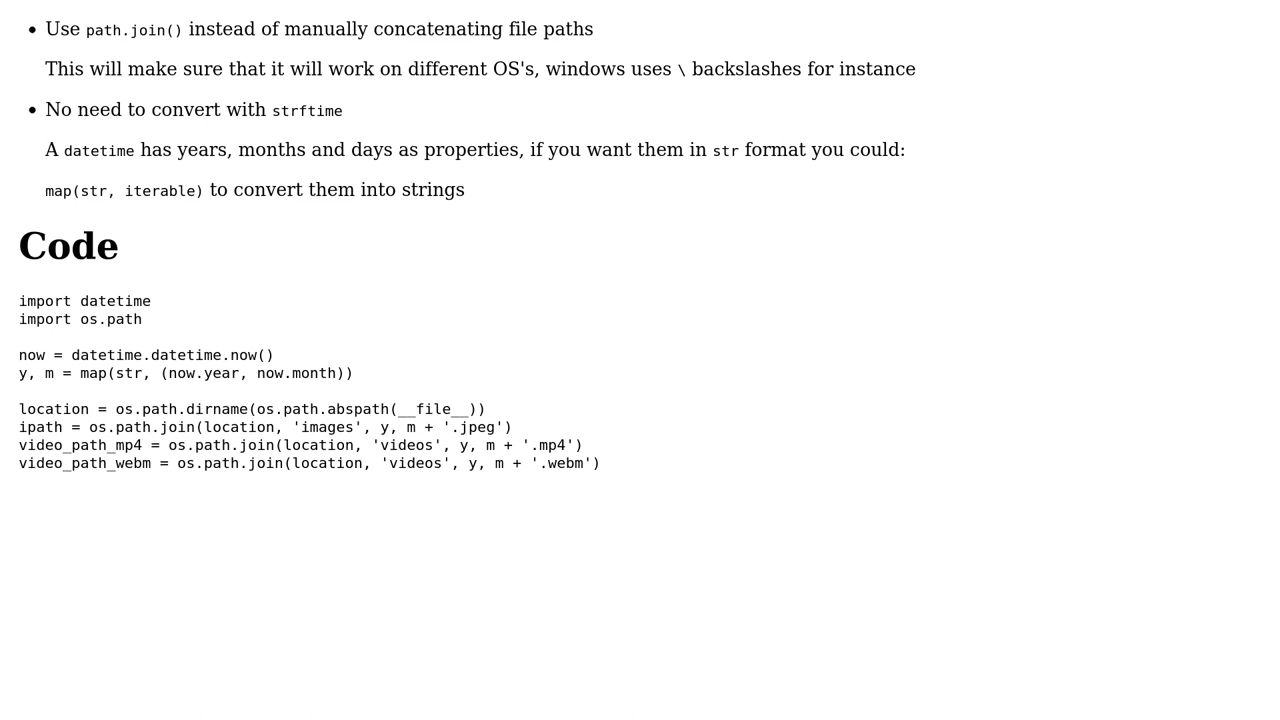 Use path.join() instead of manually concatenating file paths
This will make sure that it will work on different OS's, windows uses \ backslashes for instance
No need to convert with strftime
A datetime has years, months and days as properties, if you want them in str format you could:
map(str, iterable) to convert them into strings
Code
import datetime
import os.path
now = datetime.datetime.now()
y, m = map(str, (now.year, now.month))
location = os.path.dirname(os.path.abspath(__file__))
ipath = os.path.join(location, 'images', y, m + '.jpeg')
video_path_mp4 = os.path.join(location, 'videos', y, m + '.mp4')
video_path_webm = os.path.join(location, 'videos', y, m + '.webm')